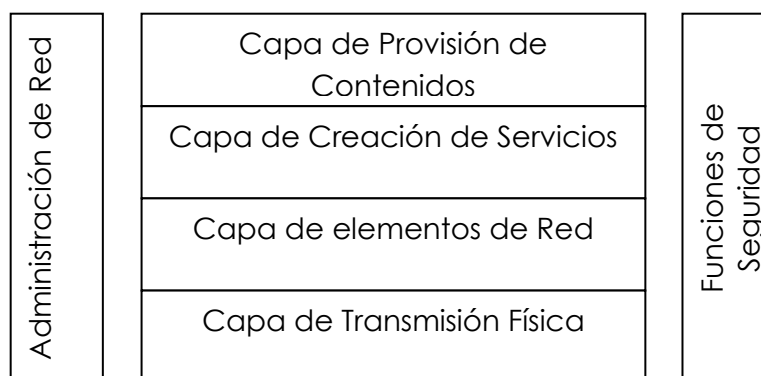 Administración de Red
Capa de Provisión de
Contenidos
Capa de Creación de Servicios
Capa de elementos de Red
Capa de Transmisión Física
Funciones de
Seguridad